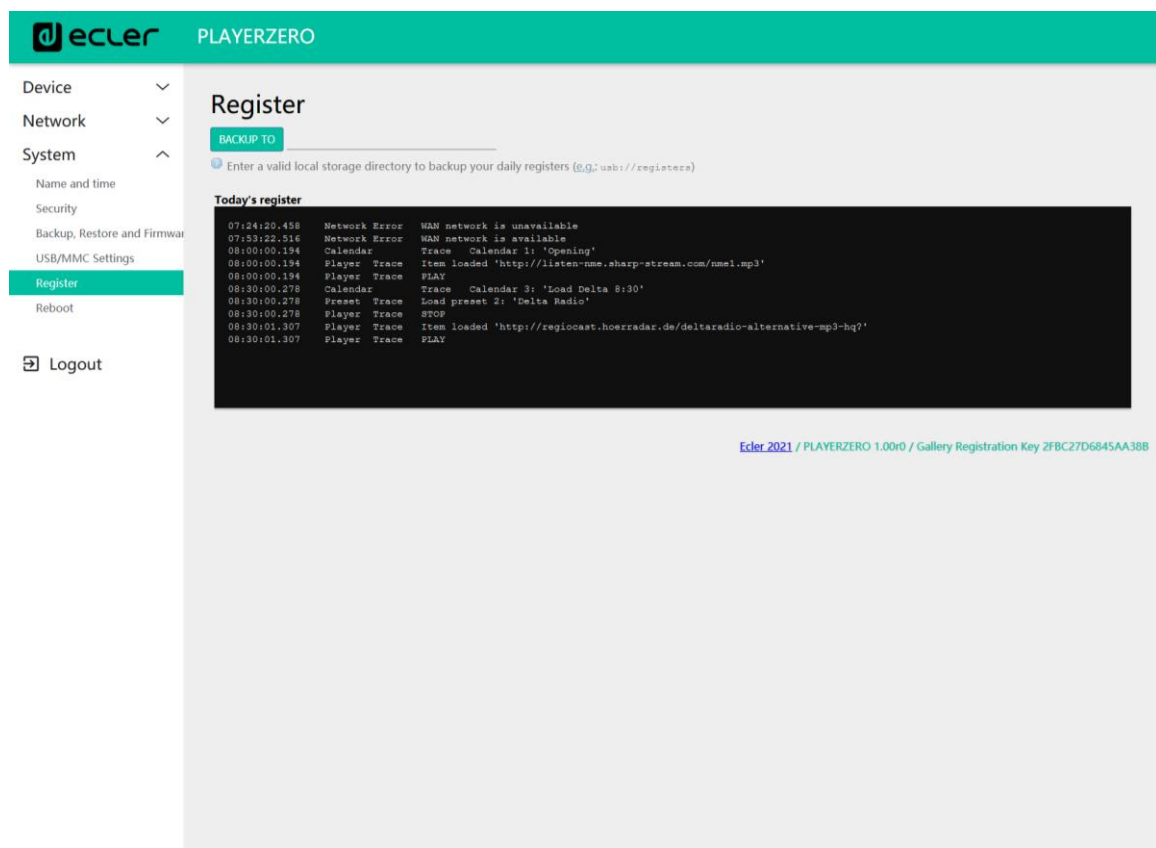 ecler PLAYERZERO
Device
Network
System
Name and time
Security
Backup, Restore and Firmwar
USB/MMC Settings
Register
Reboot
Logout
Register
BACKUP TO
Enter a valid local storage directory to backup your daily registers (e.g.: usb://registers)
Today's register
07:24:20.458 Network Error WAN network is unavailable
07:53:22.516 Network Error WAN network is available
08:00:00.194 Calendar Trace Calendar 1: 'Opening'
08:00:00.194 Player Trace Item loaded 'http://listen-nme.sharp-stream.com/nme1.mp3'
08:00:00.194 Player Trace PLAY
08:30:00.278 Calendar Trace Calendar 3: 'Load Delta 8:30'
08:30:00.278 Preset Trace Load preset 2: 'Delta Radio'
08:30:00.278 Player Trace STOP
08:30:01.307 Player Trace Item loaded 'http://regiocast.hoerradar.de/deltaradio-alternative-mp3-hq?'
08:30:01.307 Player Trace PLAY
Ecler 2021 / PLAYERZERO 1.00r0 / Gallery Registration Key 2FBC27D6845AA38B